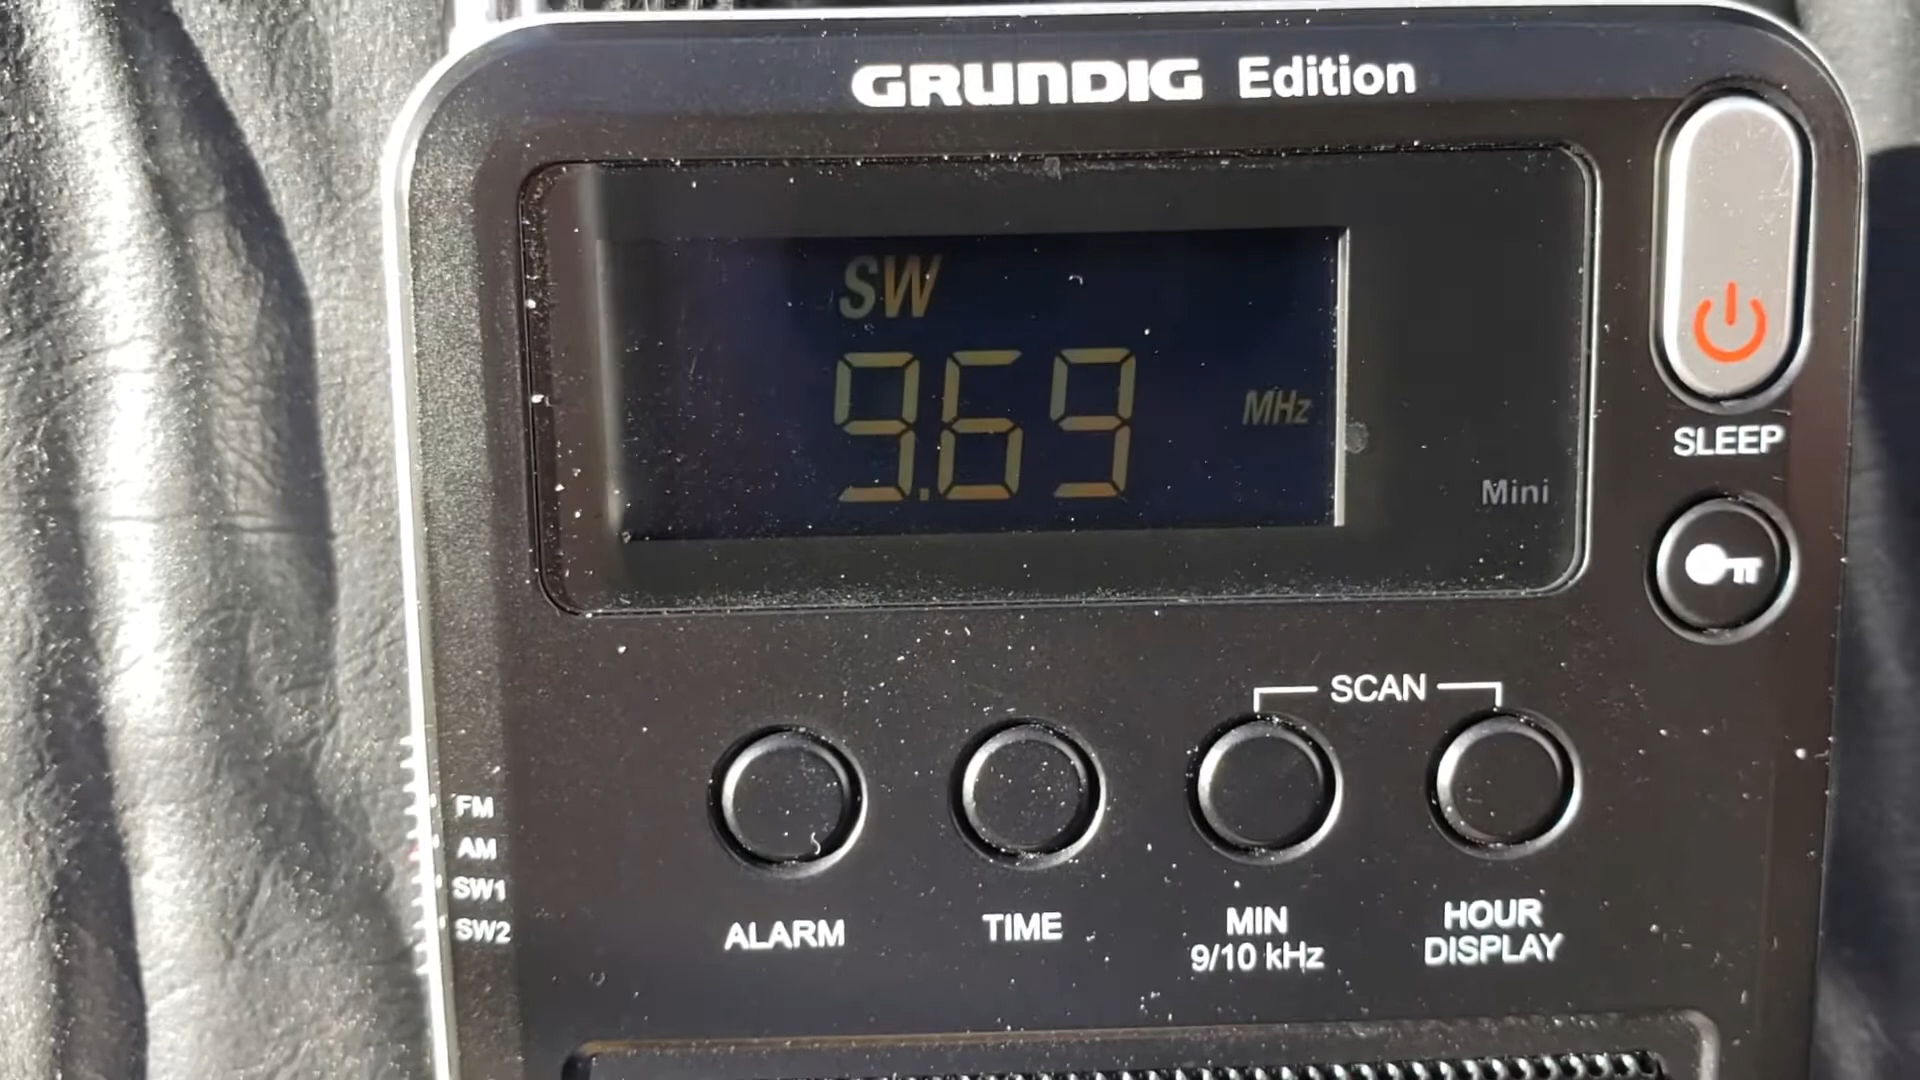 GRUNDIG Edition
SW
9.69 MHz
Mini
SLEEP
SCAN
FM
AM
SW1
SW2
ALARM
TIME
MIN
9/10 kHz
HOUR
DISPLAY